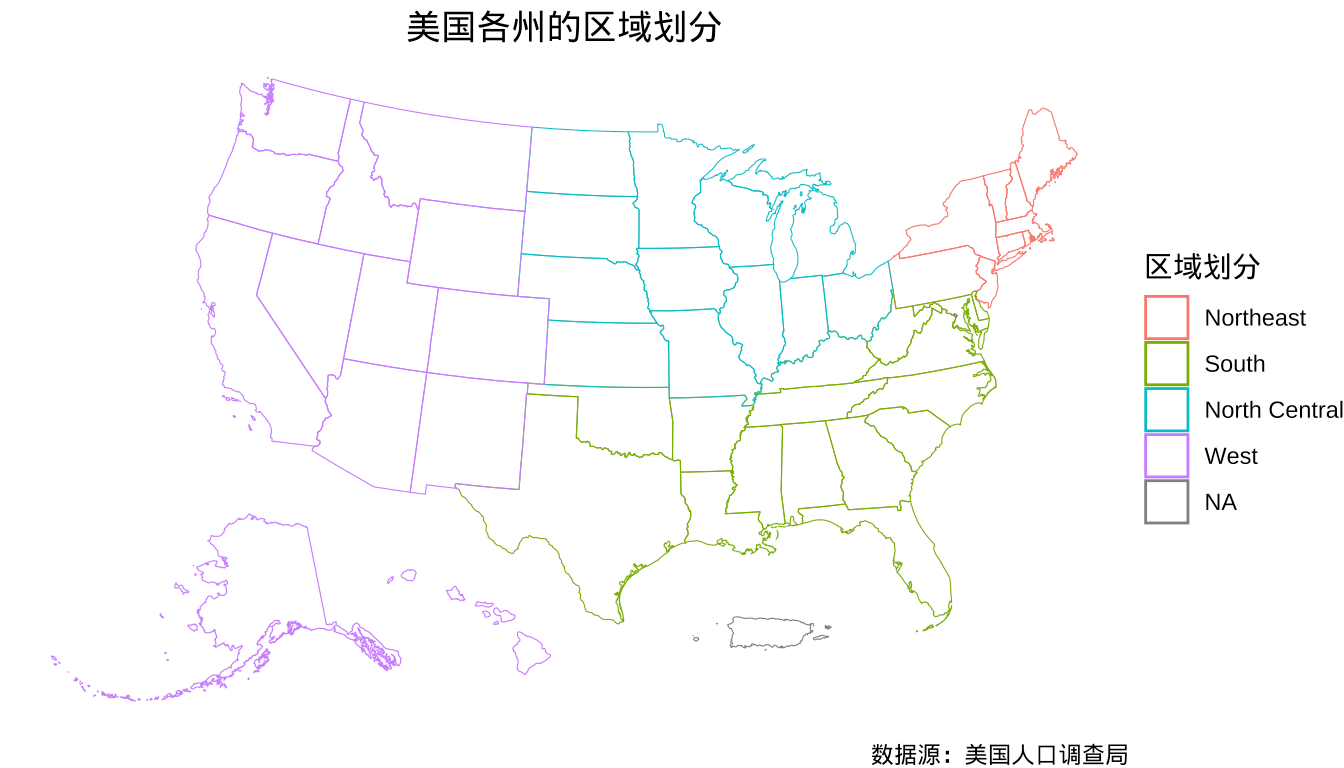 美国各州的区域划分
区域划分
Northeast
South
North Central
West
NA
数据源：美国人口调查局